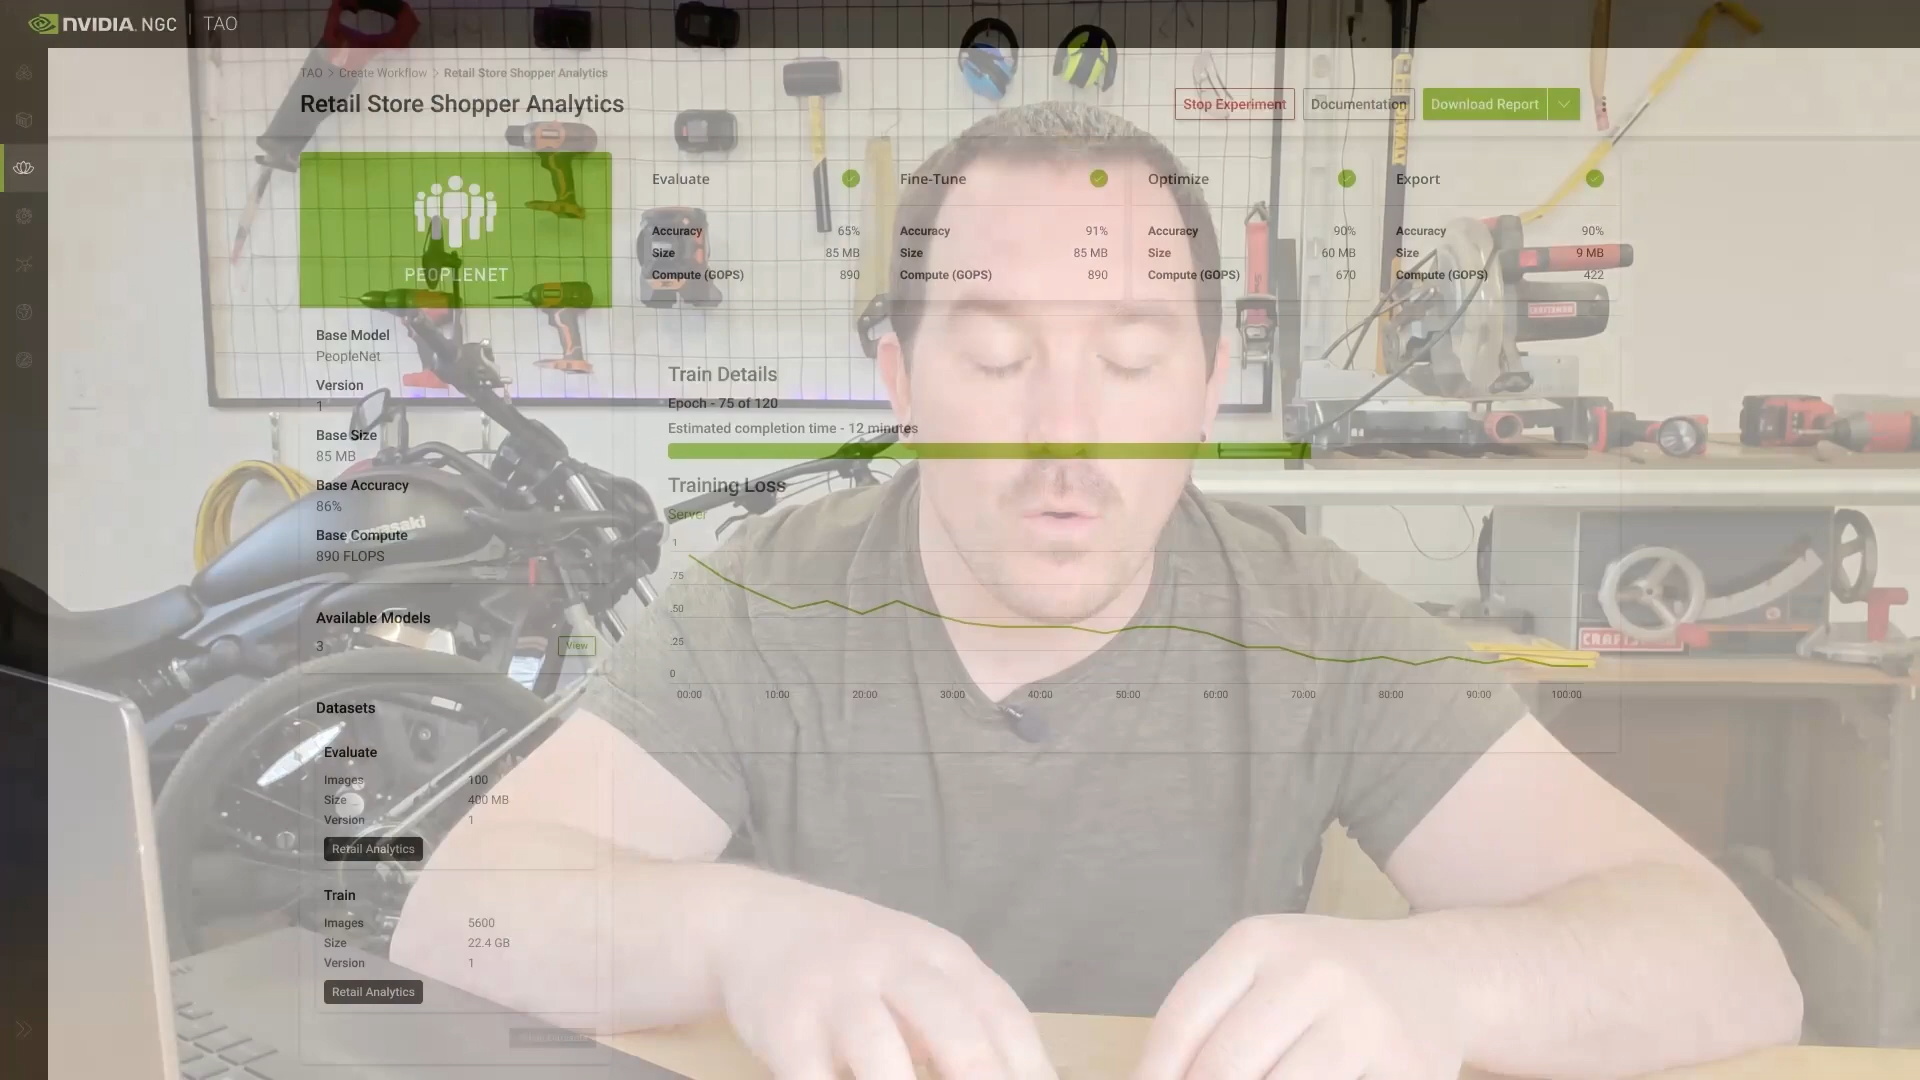 NVIDIA. NGC | TAO
TAO > Create Workflow > Retail Store Shopper Analytics
Retail Store Shopper Analytics
Stop Experiment
Documentation
Download Report
PEOPLENET
Evaluate
Accuracy 65%
Size 85 MB
Compute (GOPS) 890
Fine-Tune
Accuracy 91%
Size 85 MB
Compute (GOPS) 890
Optimize
Accuracy 90%
Size 60 MB
Compute (GOPS) 670
Export
Accuracy 90%
Size 9 MB
Compute (GOPS) 422
Base Model
PeopleNet
Version
1
Base Size
85 MB
Base Accuracy
86%
Base Compute
890 FLOPS
Available Models
3
View
Datasets
Evaluate
Images 100
Size 400 MB
Version 1
Retail Analytics
Train
Images 5600
Size 22.4 GB
Version 1
Retail Analytics
Train Details
Epoch - 75 of 120
Estimated completion time - 12 minutes
Training Loss
Server
1
.75
.50
.25
0
00:00 10:00 20:00 30:00 40:00 50:00 60:00 70:00 80:00 90:00 100:00
Kawasaki
DEWALT
CRAFTSMAN